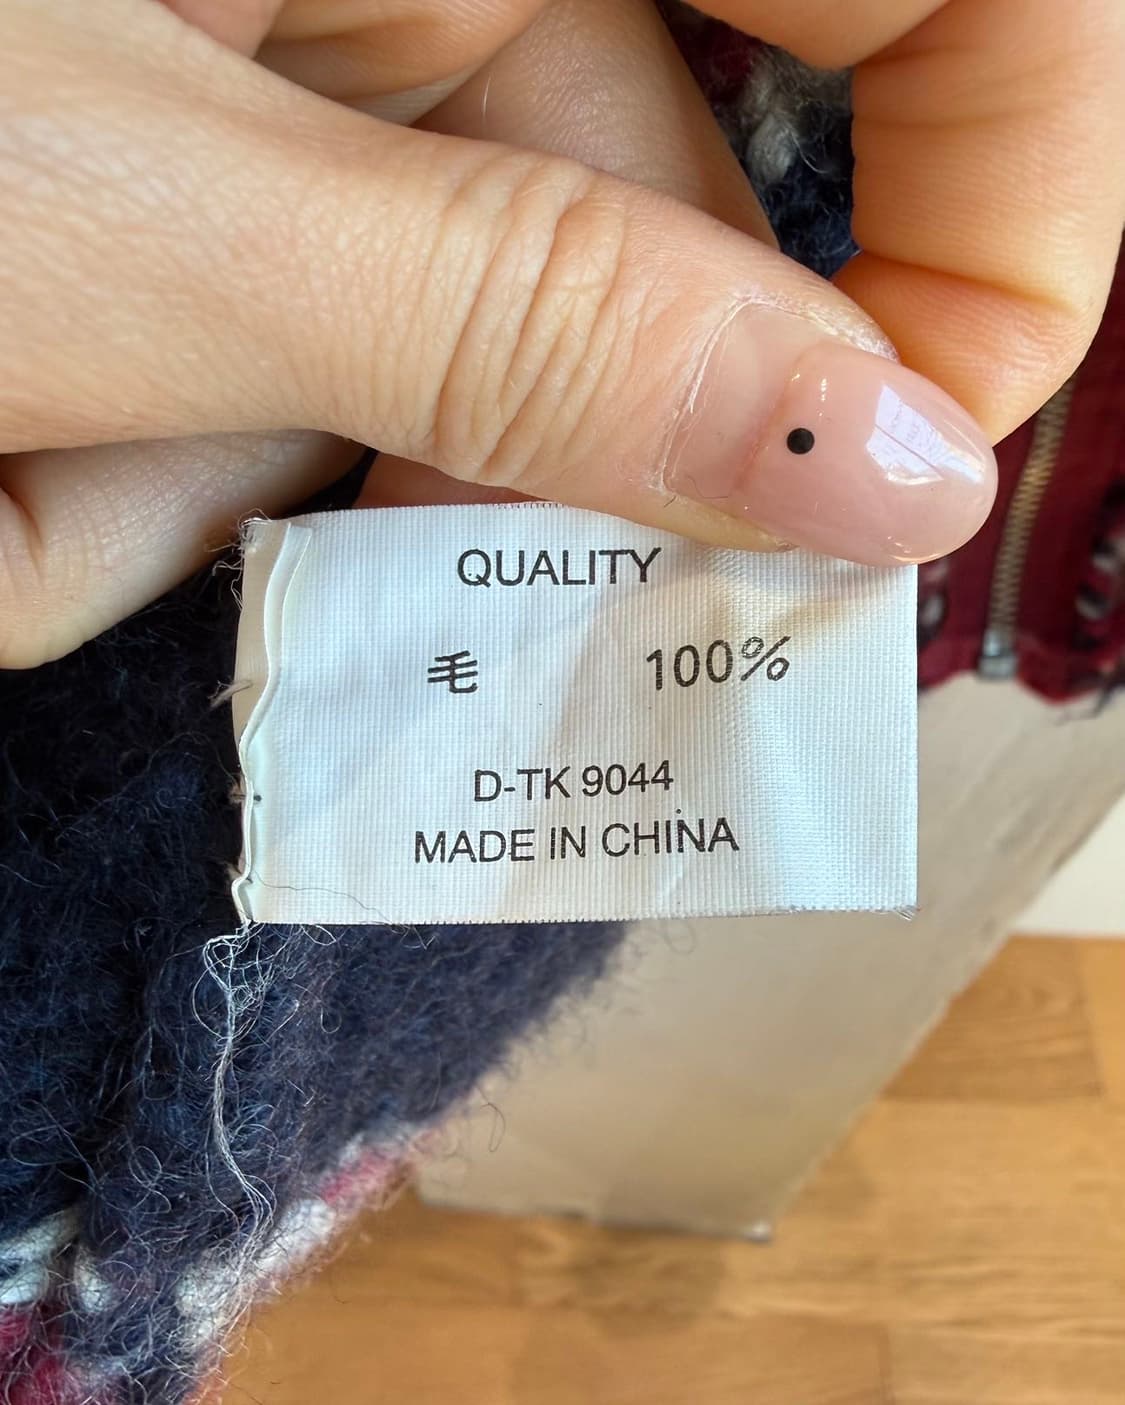 QUALITY
毛 100%
D-TK 9044
MADE IN CHINA